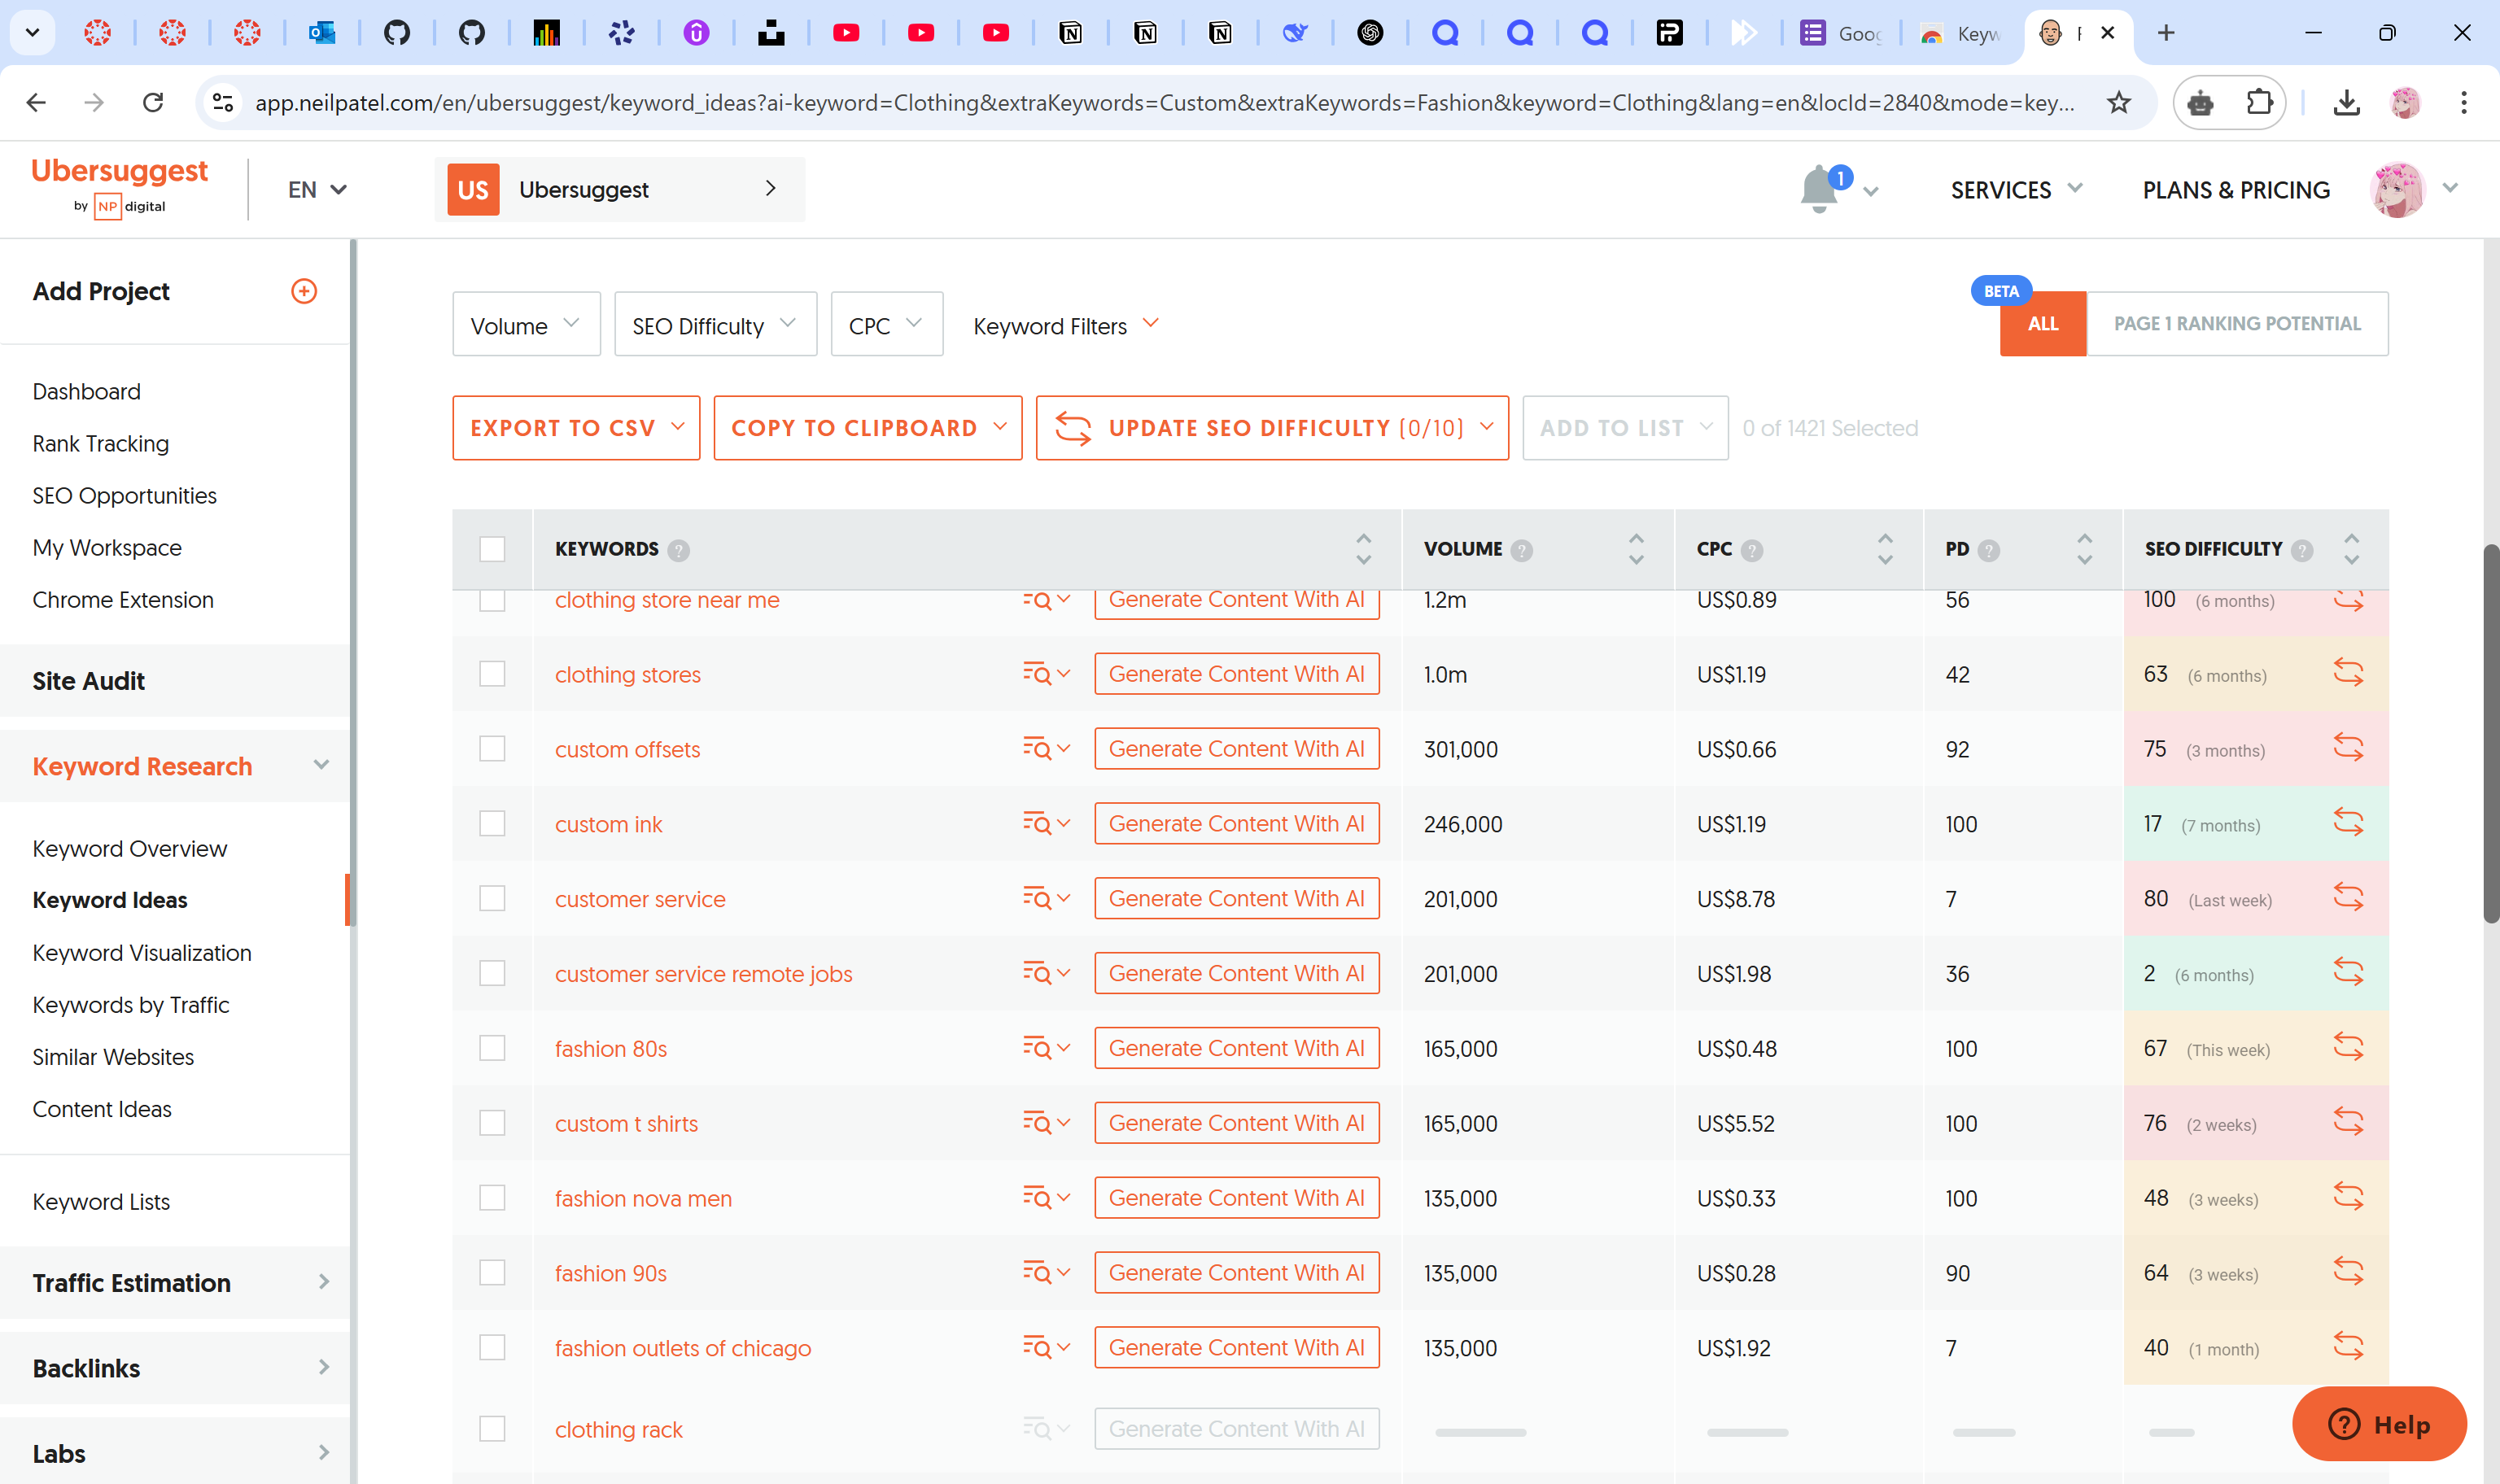 Goog
Keyw
F
app.neilpatel.com/en/ubersuggest/keyword_ideas?ai-keyword=Clothing&extraKeywords=Custom&extraKeywords=Fashion&keyword=Clothing&lang=en&locId=2840&mode=key...
Ubersuggest
by NP digital
EN
US Ubersuggest
1
SERVICES
PLANS & PRICING
Add Project
Dashboard
Rank Tracking
SEO Opportunities
My Workspace
Chrome Extension
Site Audit
Keyword Research
Keyword Overview
Keyword Ideas
Keyword Visualization
Keywords by Traffic
Similar Websites
Content Ideas
Keyword Lists
Traffic Estimation
Backlinks
Labs
Volume SEO Difficulty CPC Keyword Filters
BETA
ALL PAGE 1 RANKING POTENTIAL
EXPORT TO CSV COPY TO CLIPBOARD UPDATE SEO DIFFICULTY (0/10) ADD TO LIST 0 of 1421 Selected
KEYWORDS ? VOLUME ? CPC ? PD ? SEO DIFFICULTY ?
clothing store near me Generate Content With AI 1.2m US$0.89 56 100 (6 months)
clothing stores Generate Content With AI 1.0m US$1.19 42 63 (6 months)
custom offsets Generate Content With AI 301,000 US$0.66 92 75 (3 months)
custom ink Generate Content With AI 246,000 US$1.19 100 17 (7 months)
customer service Generate Content With AI 201,000 US$8.78 7 80 (Last week)
customer service remote jobs Generate Content With AI 201,000 US$1.98 36 2 (6 months)
fashion 80s Generate Content With AI 165,000 US$0.48 100 67 (This week)
custom t shirts Generate Content With AI 165,000 US$5.52 100 76 (2 weeks)
fashion nova men Generate Content With AI 135,000 US$0.33 100 48 (3 weeks)
fashion 90s Generate Content With AI 135,000 US$0.28 90 64 (3 weeks)
fashion outlets of chicago Generate Content With AI 135,000 US$1.92 7 40 (1 month)
clothing rack Generate Content With AI
? Help